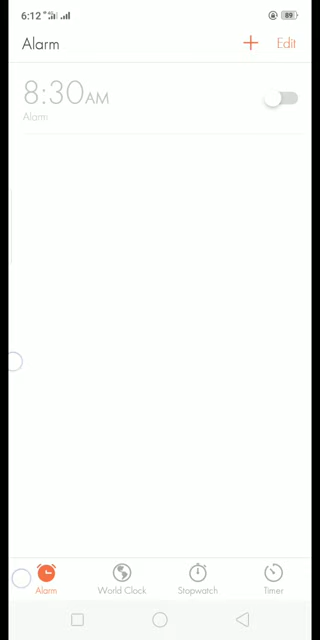 6:12 89
Alarm + Edit
8:30AM
Alarm
Alarm World Clock Stopwatch Timer